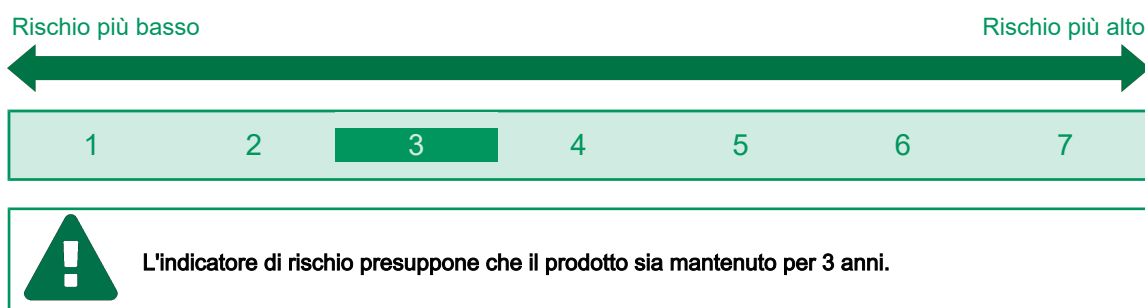 Rischio più basso Rischio più alto
1 2 3 4 5 6 7
L'indicatore di rischio presuppone che il prodotto sia mantenuto per 3 anni.